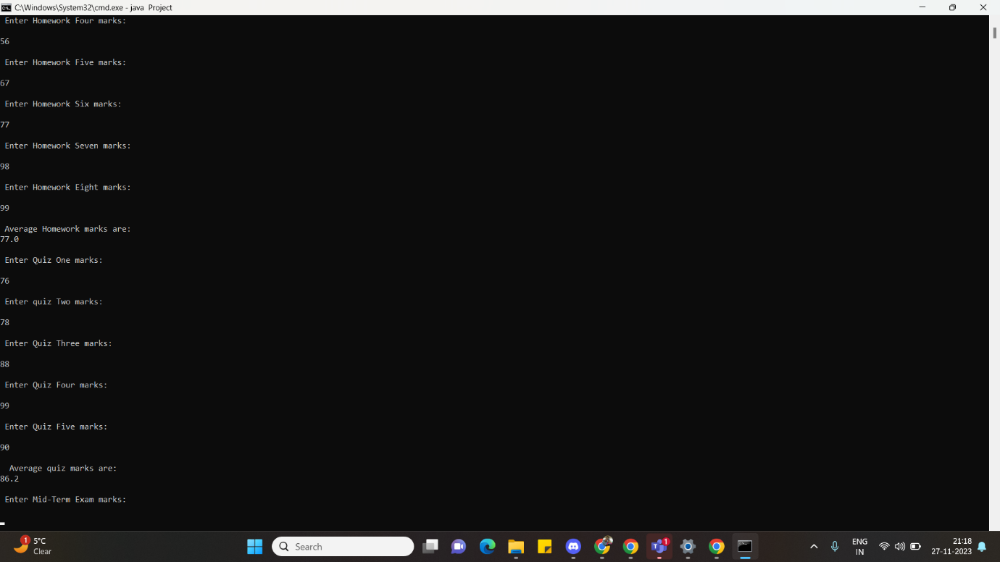 C:\Windows\System32\cmd.exe - java Project
Enter Homework Four marks:
56
Enter Homework Five marks:
67
Enter Homework Six marks:
77
Enter Homework Seven marks:
98
Enter Homework Eight marks:
99
Average Homework marks are:
77.0
Enter Quiz One marks:
76
Enter quiz Two marks:
78
Enter Quiz Three marks:
88
Enter Quiz Four marks:
99
Enter Quiz Five marks:
90
Average quiz marks are:
86.2
Enter Mid-Term Exam marks:
1
5°C
Clear
Search
1
ENG
IN
21:18
27-11-2023